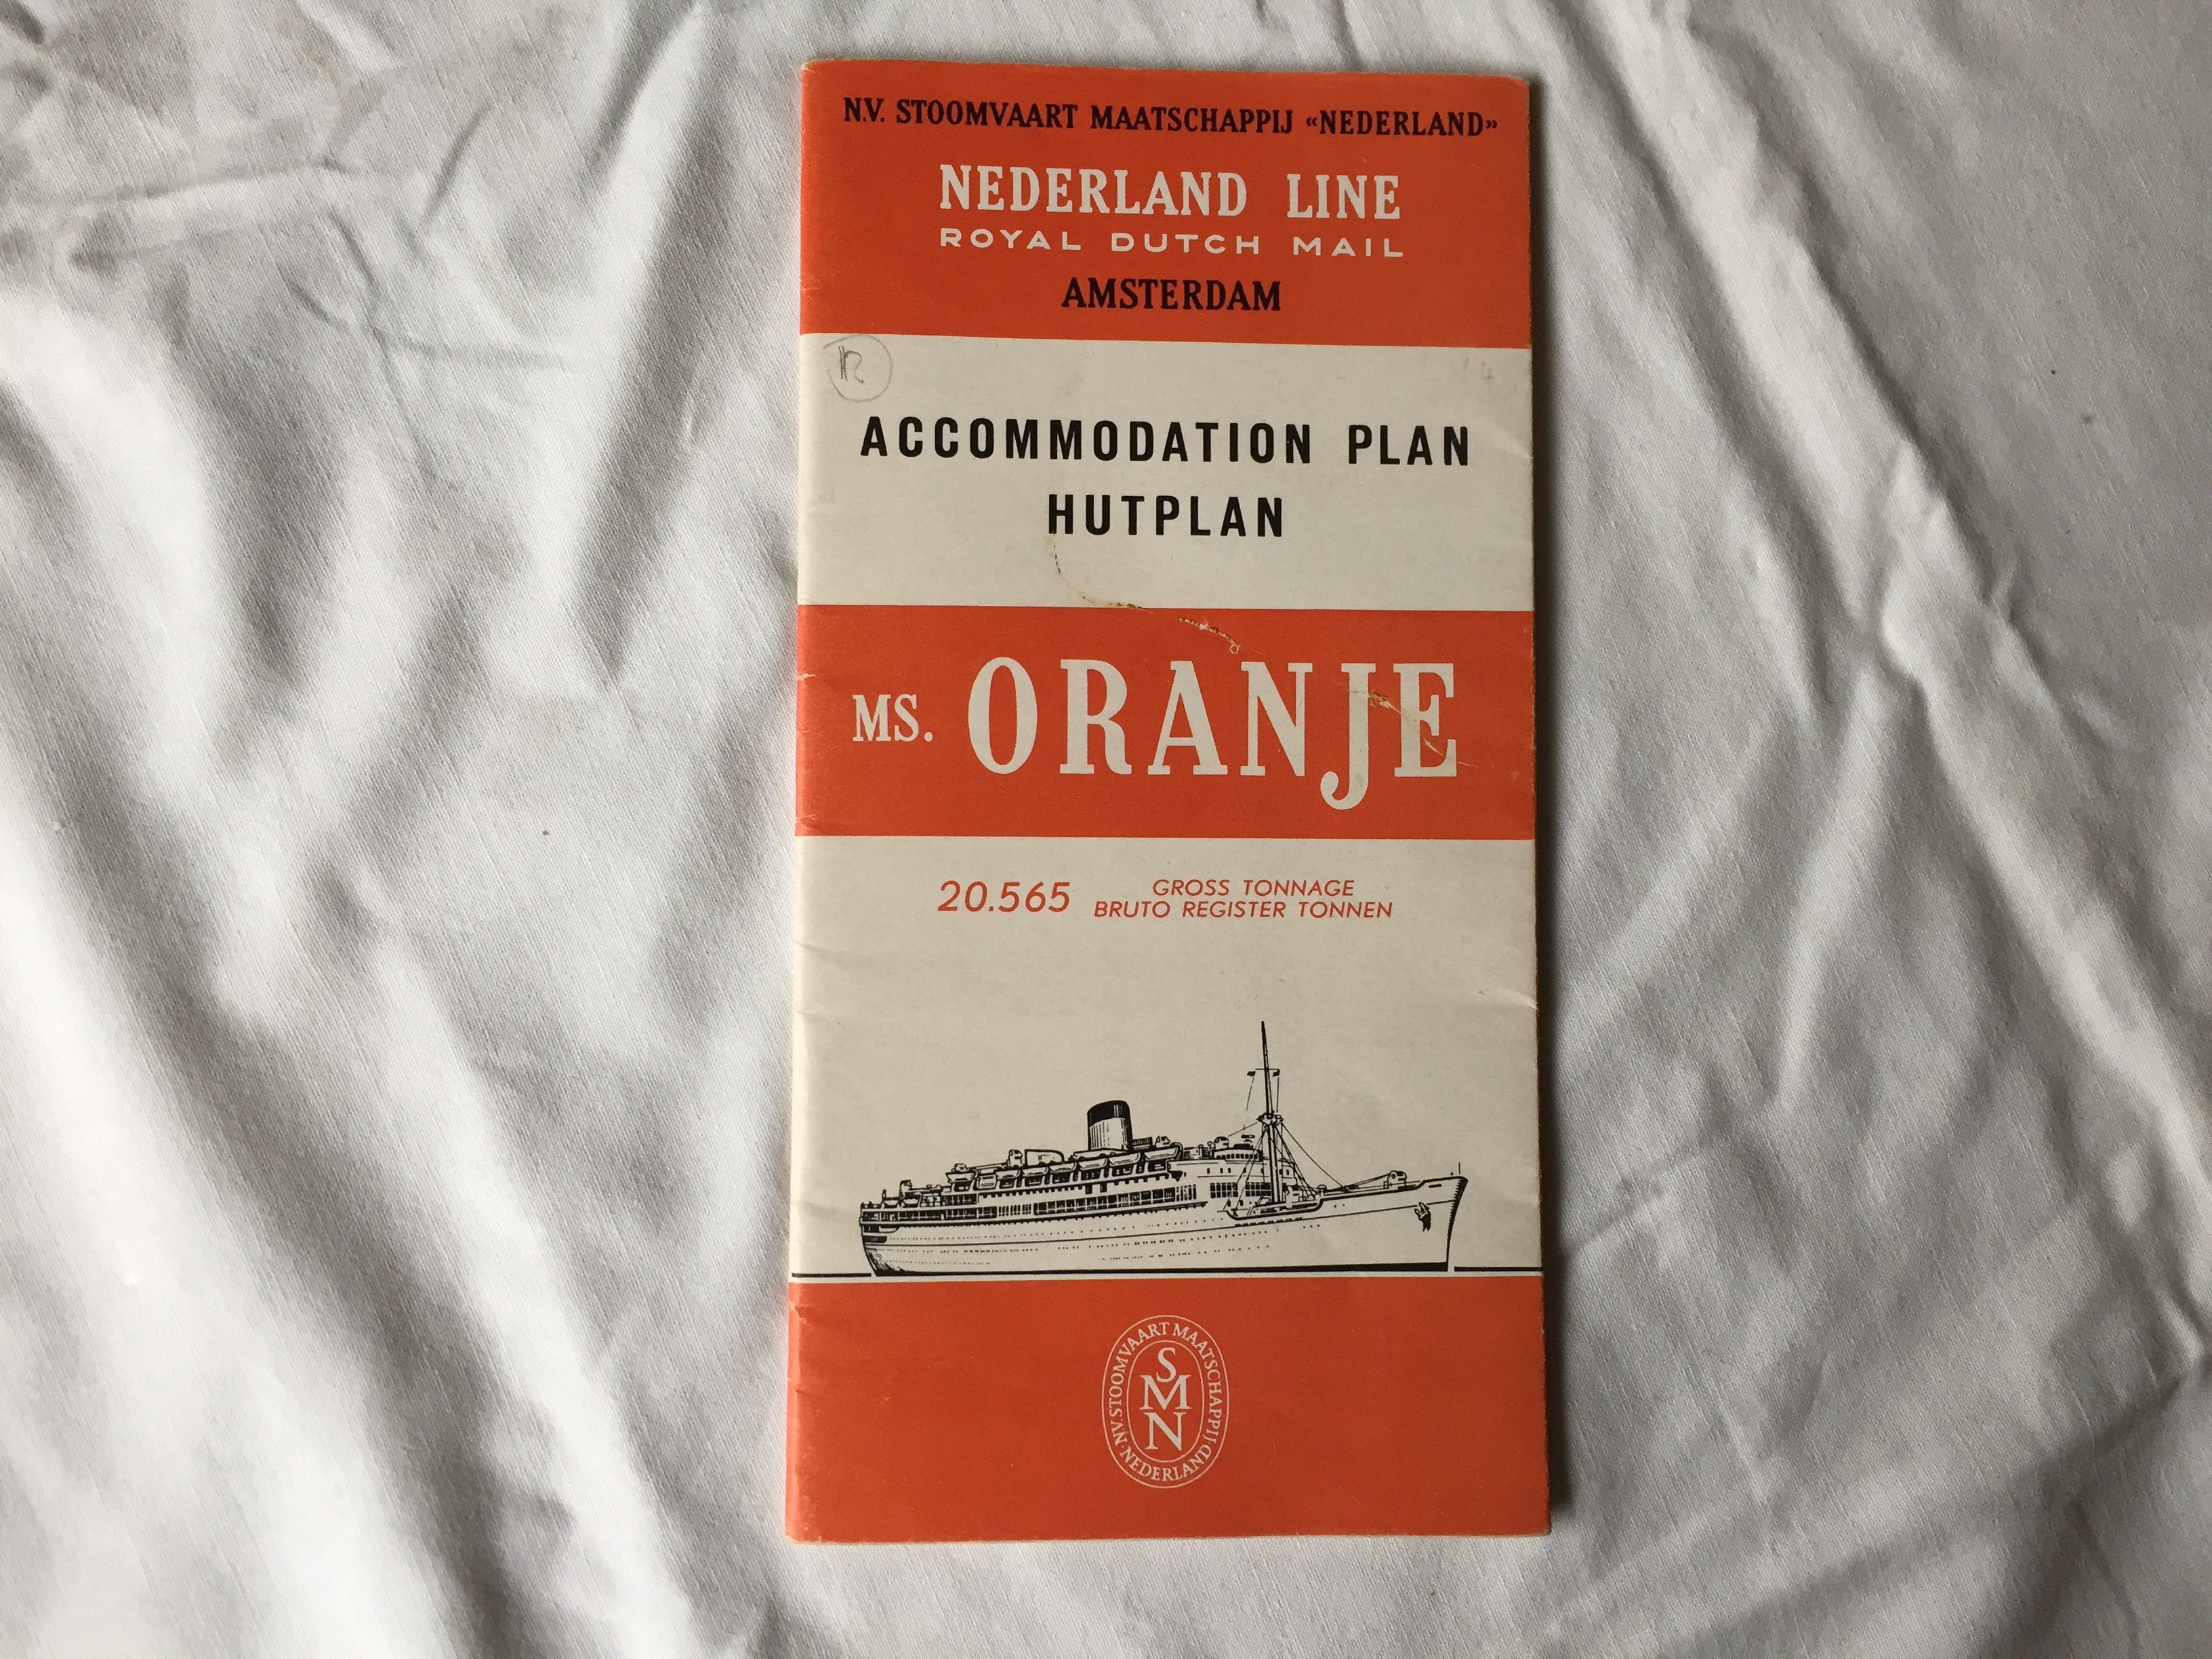 N.V. STOOMVAART MAATSCHAPPIJ «NEDERLAND»
NEDERLAND LINE
ROYAL DUTCH MAIL
AMSTERDAM
R
ACCOMMODATION PLAN
HUTPLAN
MS. ORANJE
20.565 GROSS TONNAGE
BRUTO REGISTER TONNEN
N.V. STOOMVAART MAATSCHAPPIJ
NEDERLAND
S
M
N